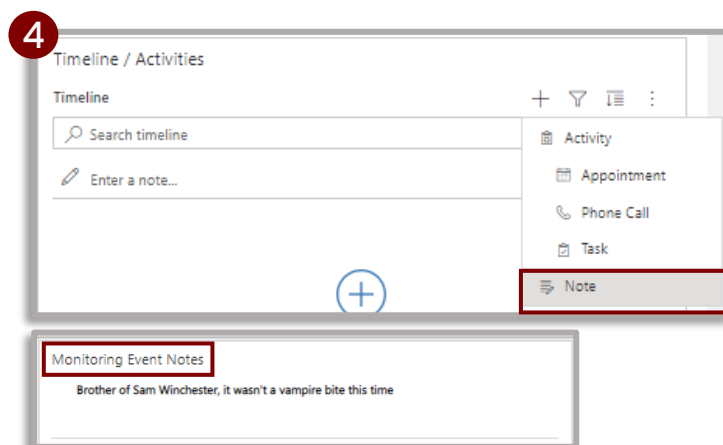 4
Timeline / Activities
Timeline
Search timeline
Enter a note...
Activity
Appointment
Phone Call
Task
Note
Monitoring Event Notes
Brother of Sam Winchester, it wasn't a vampire bite this time